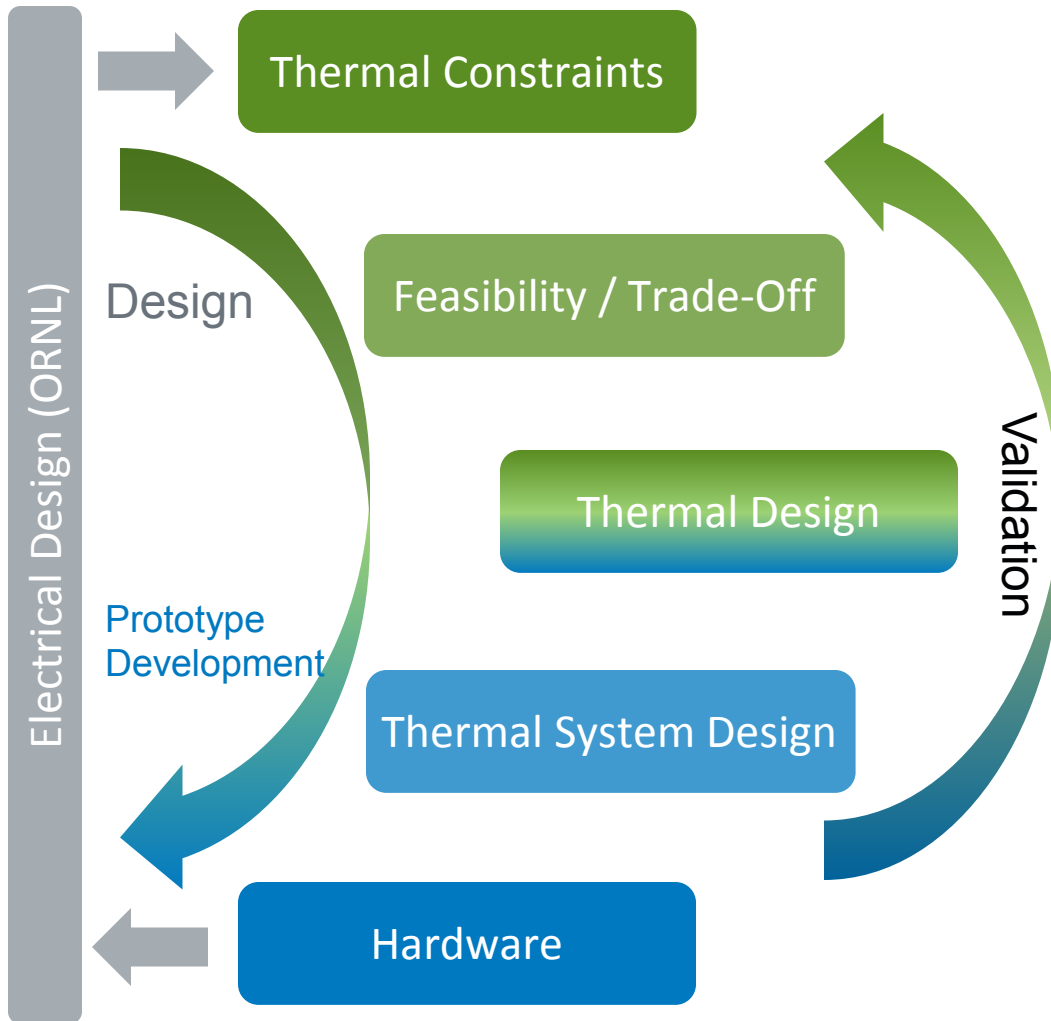 Electrical Design (ORNL)
Thermal Constraints
Design
Feasibility / Trade-Off
Thermal Design
Validation
Prototype
Development
Thermal System Design
Hardware